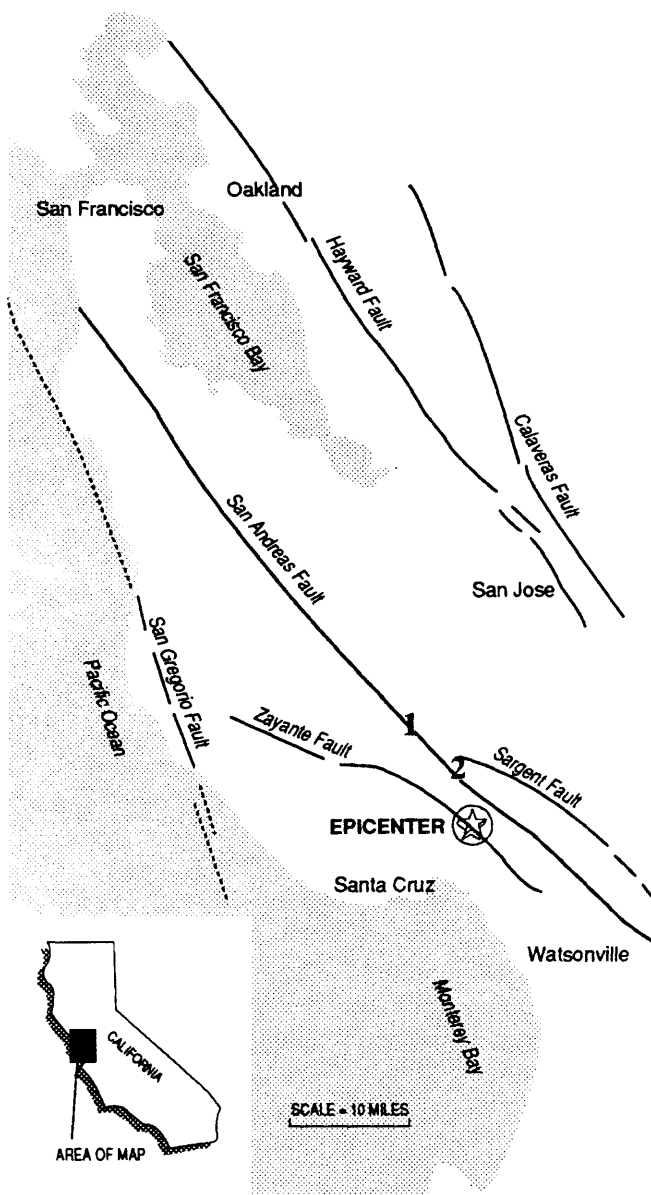 Oakland
San Francisco
Hayward Fault
San Francisco Bay
Calaveras Fault
San Andreas Fault
San Jose
San Gregorio Fault
Pacific Ocean
Zayante Fault
1
2
Sargent Fault
EPICENTER
Santa Cruz
Watsonville
Monterey Bay
CALIFORNIA
SCALE = 10 MILES
AREA OF MAP